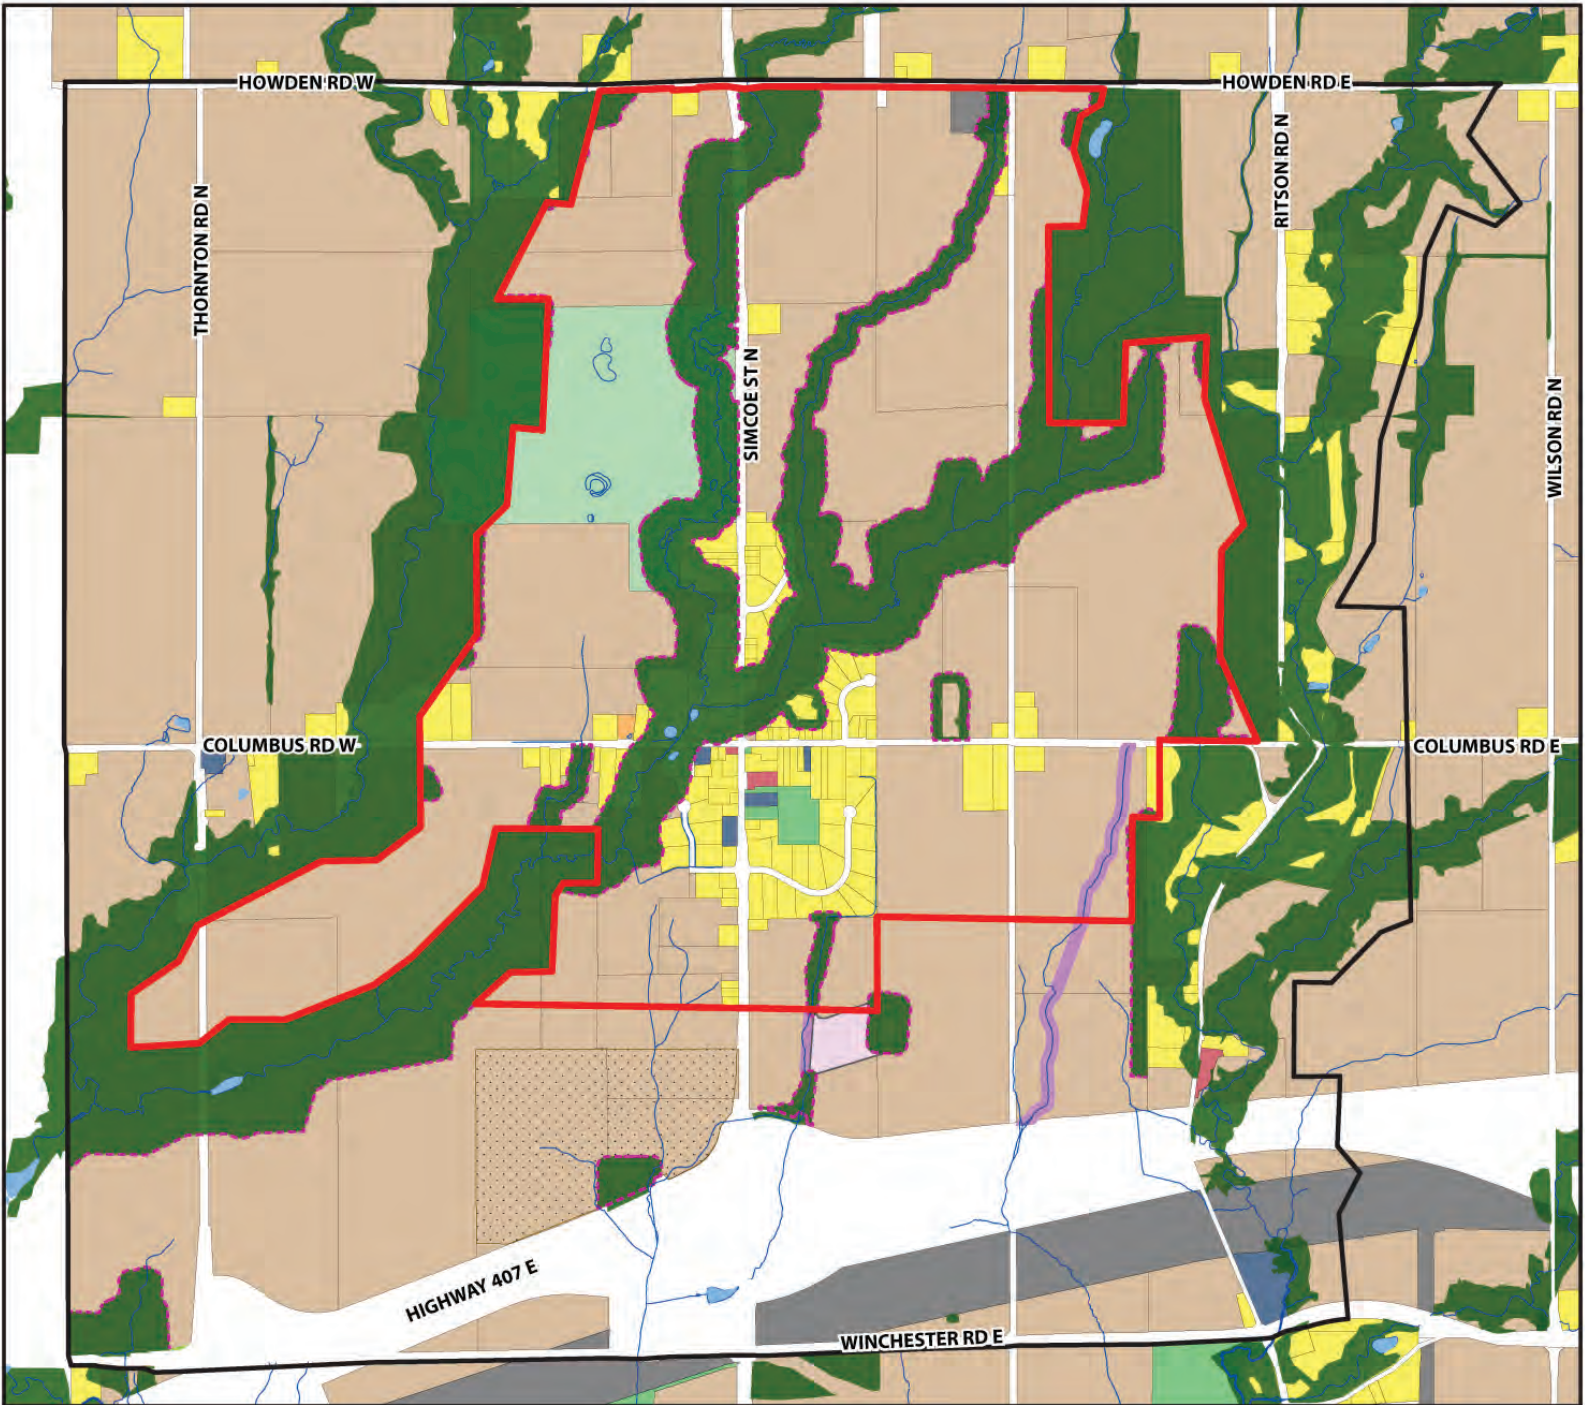 HOWDEN RD W
HOWDEN RD E
THORNTON RD N
RITSON RD N
SIMCOE ST N
WILSON RD N
COLUMBUS RD W
COLUMBUS RD E
HIGHWAY 407 E
WINCHESTER RD E